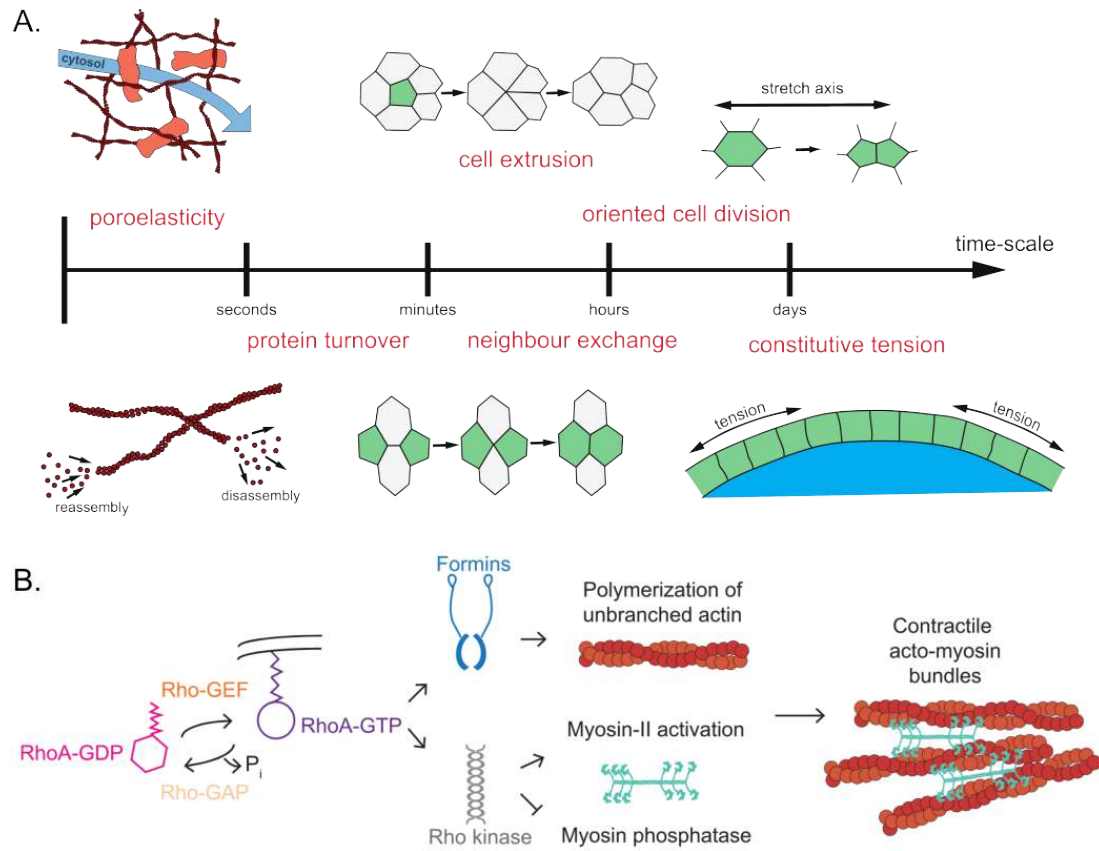 A.
cytosol
cell extrusion
stretch axis
poroelasticity
oriented cell division
time-scale
seconds
minutes
hours
days
protein turnover
neighbour exchange
constitutive tension
reassembly
disassembly
tension
tension
B.
Formins
Polymerization of
unbranched actin
Contractile
acto-myosin
bundles
Rho-GEF
RhoA-GTP
RhoA-GDP
Pi
Rho-GAP
Myosin-II activation
Rho kinase
Myosin phosphatase